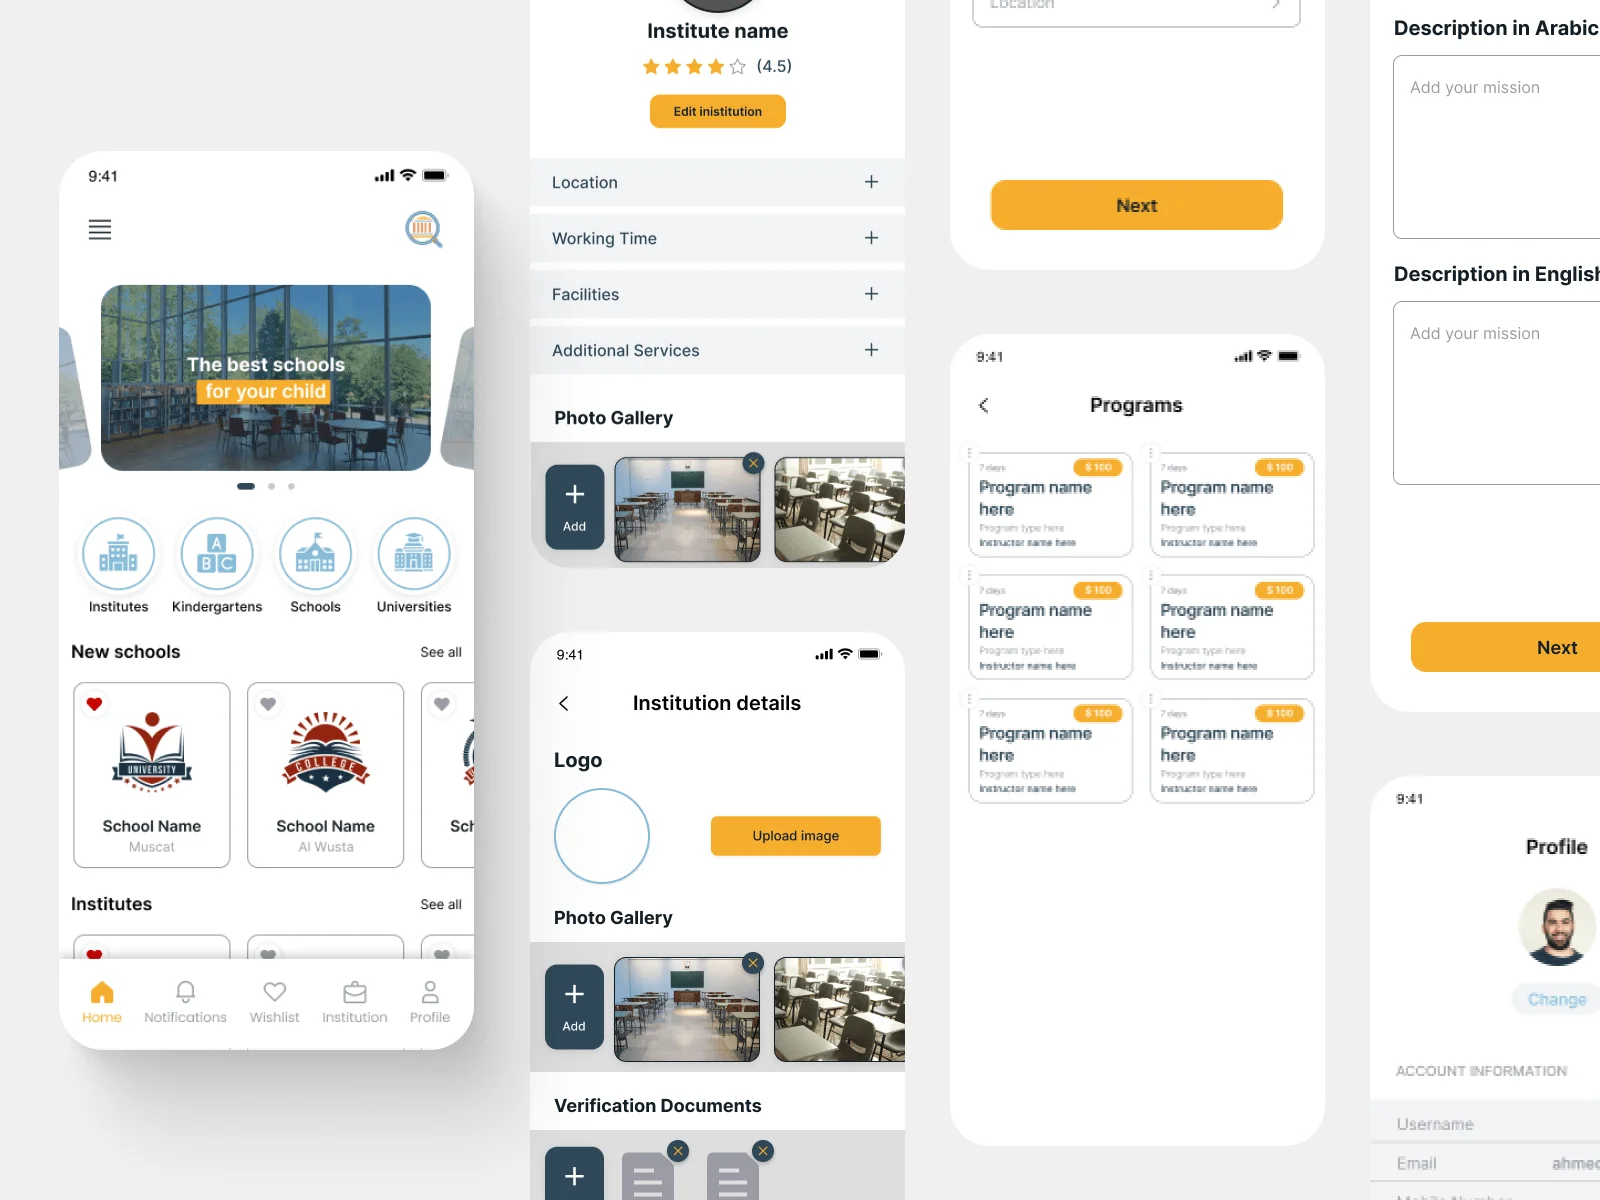 9:41
The best schools
for your child
A
B C
Institutes
Kindergartens
Schools
Universities
New schools
See all
UNIVERSITY
School Name
Muscat
COLLEGE
School Name
Al Wusta
Sch
Institutes
See all
Home
Notifications
Wishlist
Institution
Profile
Institute name
(4.5)
Edit inistitution
Location
Working Time
Facilities
Additional Services
Photo Gallery
Add
9:41
Institution details
Logo
Upload image
Photo Gallery
Add
Verification Documents
Location
Next
9:41
Programs
7 days
$ 100
Program name
here
Program type here
Instructor name here
7 days
$ 100
Program name
here
Program type here
Instructor name here
7 days
$ 100
Program name
here
Program type here
Instructor name here
7 days
$ 100
Program name
here
Program type here
Instructor name here
7 days
$ 100
Program name
here
Program type here
Instructor name here
7 days
$ 100
Program name
here
Program type here
Instructor name here
Description in Arabic
Add your mission
Description in English
Add your mission
Next
9:41
Profile
Change
ACCOUNT INFORMATION
Username
Email
ahmed
Mobile Number